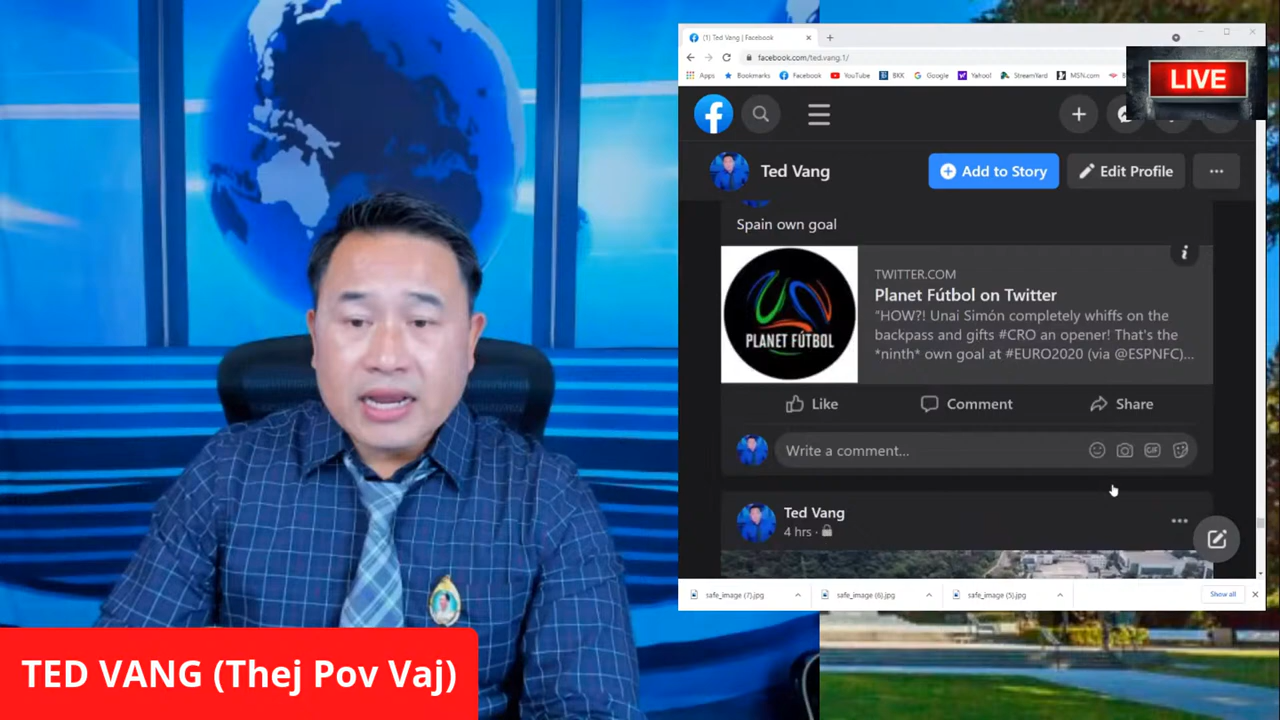 (1) Ted Vang | Facebook
facebook.com/ted.vang.1/
Apps
Bookmarks
Facebook
YouTube
BKK
Google
Yahoo!
StreamYard
MSN.com
LIVE
Ted Vang
Add to Story
Edit Profile
Spain own goal
PLANET FÚTBOL
TWITTER.COM
Planet Fútbol on Twitter
"HOW?! Unai Simón completely whiffs on the
backpass and gifts #CRO an opener! That's the
*ninth* own goal at #EURO2020 (via @ESPNFC)...
Like
Comment
Share
Write a comment...
GIF
Ted Vang
4 hrs ·
safe_image (7).jpg
safe_image (6).jpg
safe_image (5).jpg
Show all
TED VANG (Thej Pov Vaj)